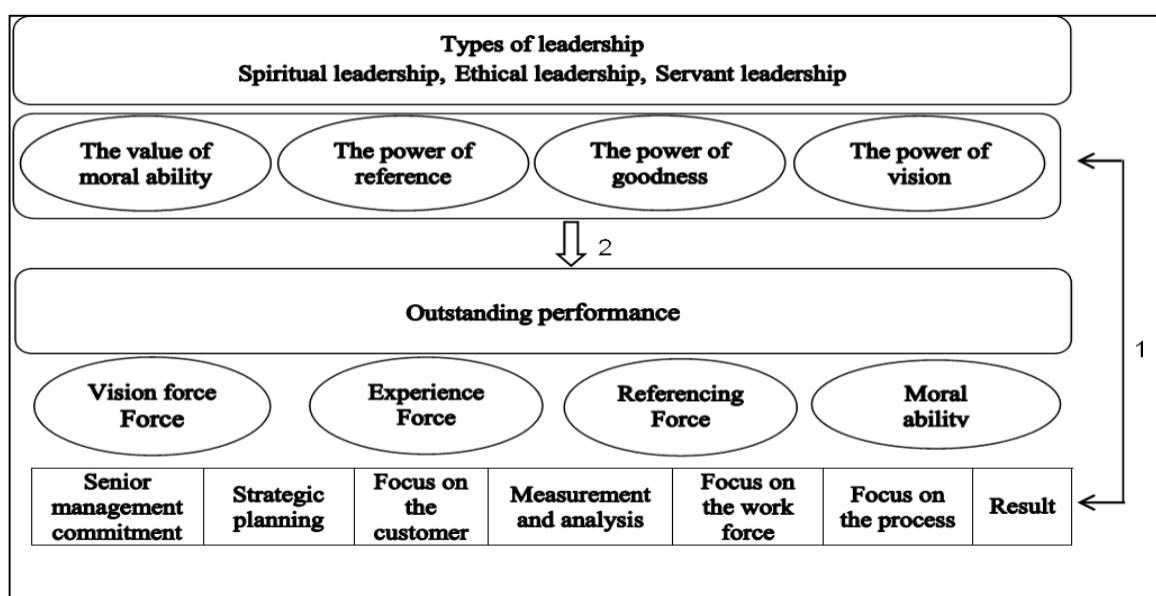 Types of leadership
Spiritual leadership, Ethical leadership, Servant leadership
The value of
moral ability
The power of
reference
The power of
goodness
The power of
vision
2
Outstanding performance
1
Vision force
Force
Experience
Force
Referencing
Force
Moral
ability
Senior
management
commitment
Strategic
planning
Focus on
the
customer
Measurement
and analysis
Focus on
the work
force
Focus on
the process
Result